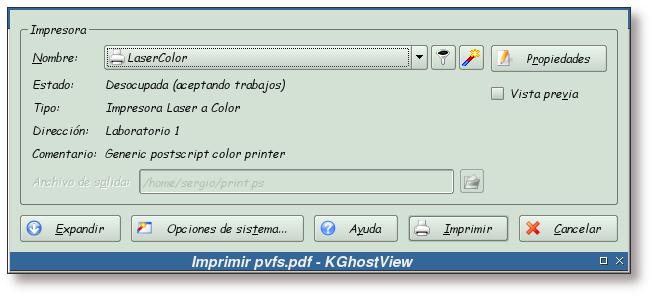 Impresora
Nombre: LaserColor Propiedades
Estado: Desocupada (aceptando trabajos)
Vista previa
Tipo: Impresora Laser a Color
Dirección: Laboratorio 1
Comentario: Generic postscript color printer
Archivo de salida: /home/sergio/print.ps
Expandir Opciones de sistema... Ayuda Imprimir Cancelar
Imprimir pvfs.pdf - KGhostView